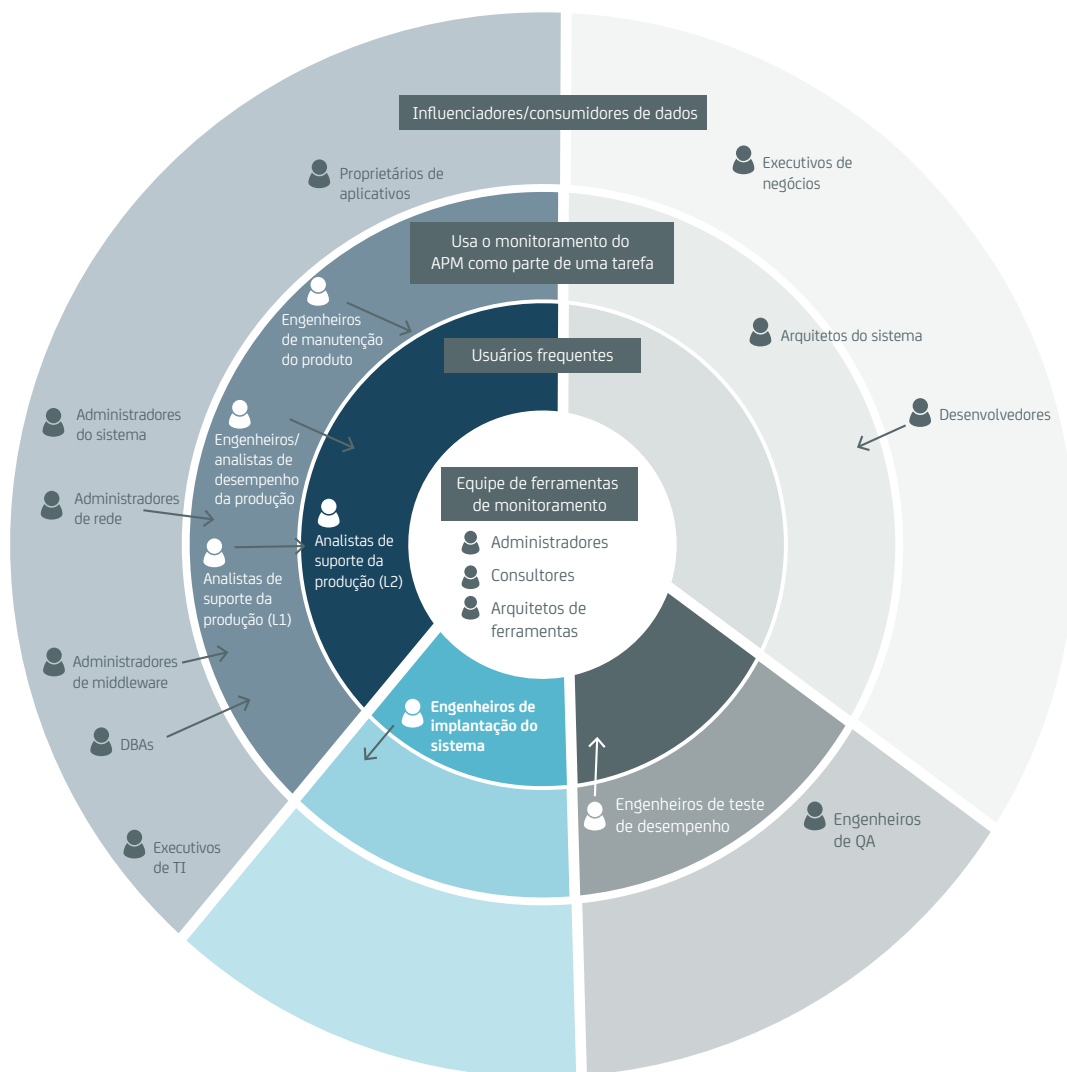 Influenciadores/consumidores de dados
Proprietários de
aplicativos
Executivos de
negócios
Usa o monitoramento do
APM como parte de uma tarefa
Engenheiros
de manutenção
do produto
Arquitetos do sistema
Usuários frequentes
Administradores
do sistema
Desenvolvedores
Engenheiros/
analistas de
desempenho
da produção
Administradores
de rede
Equipe de ferramentas
de monitoramento
Administradores
Consultores
Arquitetos de
ferramentas
Analistas de
suporte da
produção (L2)
Analistas de
suporte da
produção (L1)
Administradores
de middleware
DBAs
Engenheiros de
implantação do
sistema
Engenheiros de teste
de desempenho
Engenheiros
de QA
Executivos
de TI